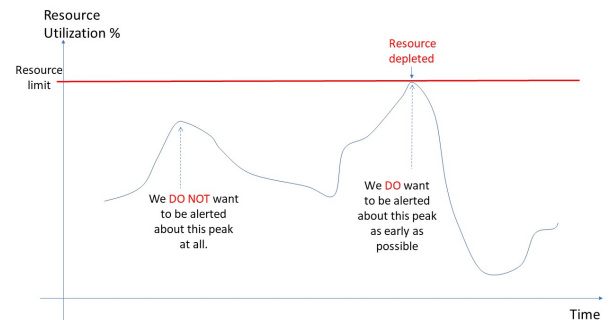 Resource
Utilization %
Resource
depleted
Resource
limit
We DO NOT want
to be alerted
about this peak
at all.
We DO want
to be alerted
about this peak
as early as
possible
Time